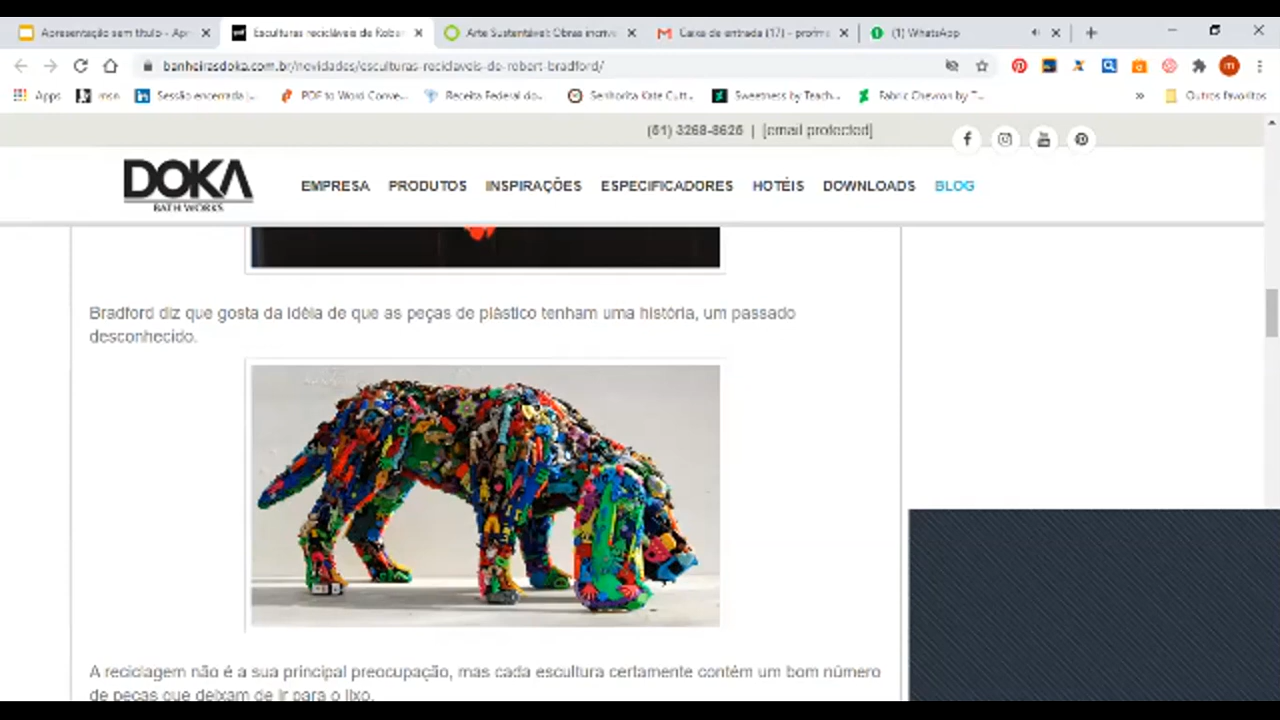 Apresentação sem título - Apr
Esculturas recicláveis de Rober
Arte Sustentável: Obras incríve
Caixa de entrada (17) - profma
(1) WhatsApp
banheirasdoka.com.br/novidades/esculturas-reciclaveis-de-robert-bradford/
Apps
msn
Sessão encerrada |...
PDF to Word Conve...
Receita Federal do...
Senhorita Kate Cutt...
Sweetness by Teach...
Fabric Chevron by T...
»
Outros favoritos
(51) 3268-8626 | [email protected]
DOKA
BATH WORKS
EMPRESA
PRODUTOS
INSPIRAÇÕES
ESPECIFICADORES
HOTÉIS
DOWNLOADS
BLOG
Bradford diz que gosta da idéia de que as peças de plástico tenham uma história, um passado
desconhecido.
A reciclagem não é a sua principal preocupação, mas cada escultura certamente contém um bom número
de peças que deixam de ir para o lixo.